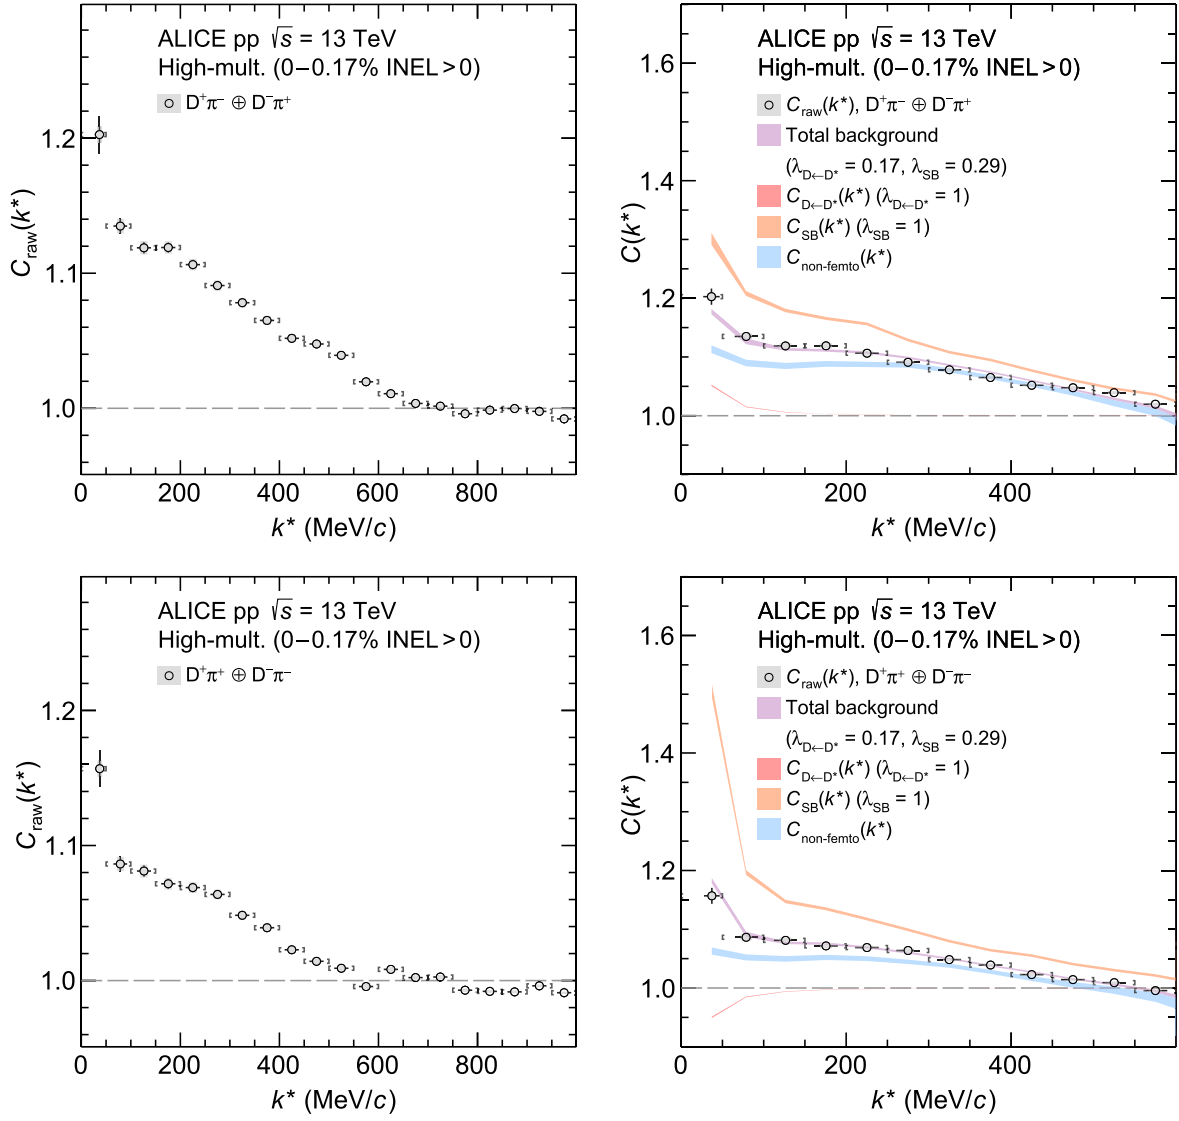 ALICE pp √s = 13 TeV
High-mult. (0−0.17% INEL>0)
D⁺π⁻ ⊕ D⁻π⁺
1.2
1.1
1.0
C_raw(k*)
0 200 400 600 800
k* (MeV/c)
ALICE pp √s = 13 TeV
High-mult. (0−0.17% INEL>0)
C_raw(k*), D⁺π⁻ ⊕ D⁻π⁺
Total background
(λ_D←D* = 0.17, λ_SB = 0.29)
C_D←D*(k*) (λ_D←D* = 1)
C_SB(k*) (λ_SB = 1)
C_non-femto(k*)
1.6
1.4
1.2
1.0
C(k*)
0 200 400
k* (MeV/c)
ALICE pp √s = 13 TeV
High-mult. (0−0.17% INEL>0)
D⁺π⁺ ⊕ D⁻π⁻
1.2
1.1
1.0
C_raw(k*)
0 200 400 600 800
k* (MeV/c)
ALICE pp √s = 13 TeV
High-mult. (0−0.17% INEL>0)
C_raw(k*), D⁺π⁺ ⊕ D⁻π⁻
Total background
(λ_D←D* = 0.17, λ_SB = 0.29)
C_D←D*(k*) (λ_D←D* = 1)
C_SB(k*) (λ_SB = 1)
C_non-femto(k*)
1.6
1.4
1.2
1.0
C(k*)
0 200 400
k* (MeV/c)